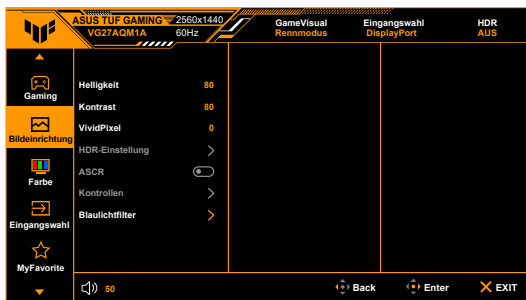 ASUS TUF GAMING
VG27AQM1A
2560x1440
60Hz
GameVisual
Rennmodus
Eingangswahl
DisplayPort
HDR
AUS
Gaming
Bildeinrichtung
Farbe
Eingangswahl
MyFavorite
Helligkeit 80
Kontrast 80
VividPixel 0
HDR-Einstellung
ASCR
Kontrollen
Blaulichtfilter
50
Back
Enter
EXIT